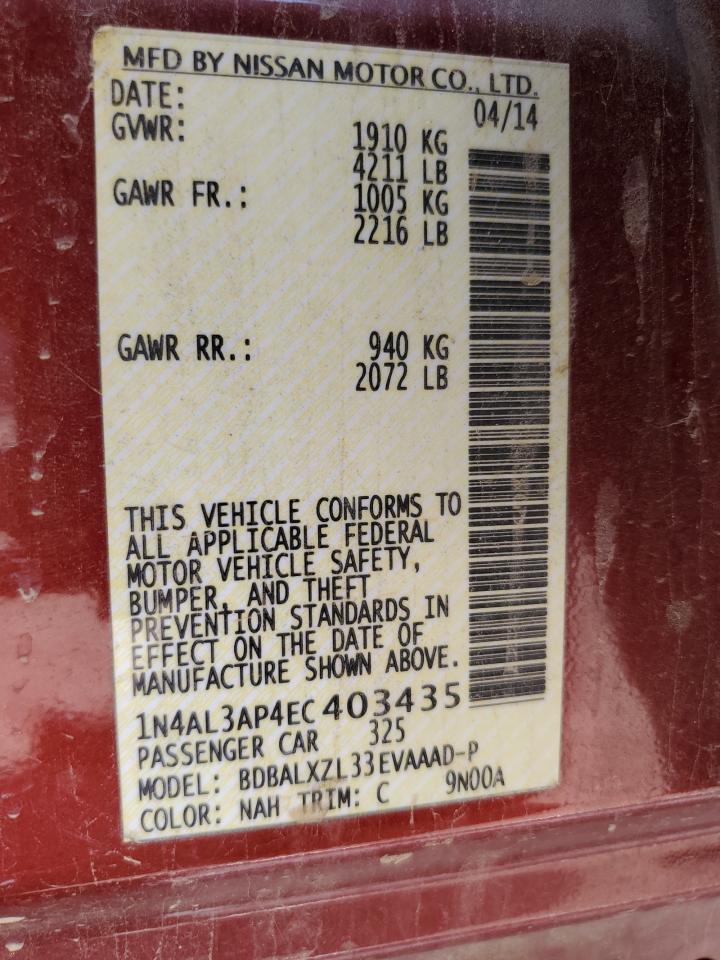 MFD BY NISSAN MOTOR CO., LTD.
DATE: 04/14
GVWR: 1910 KG
4211 LB
GAWR FR.: 1005 KG
2216 LB
GAWR RR.: 940 KG
2072 LB
THIS VEHICLE CONFORMS TO
ALL APPLICABLE FEDERAL
MOTOR VEHICLE SAFETY,
BUMPER, AND THEFT
PREVENTION STANDARDS IN
EFFECT ON THE DATE OF
MANUFACTURE SHOWN ABOVE.
1N4AL3AP4EC403435
PASSENGER CAR 325
MODEL: BDBALXZL33EVAAAD-P
COLOR: NAH TRIM: C 9N00A